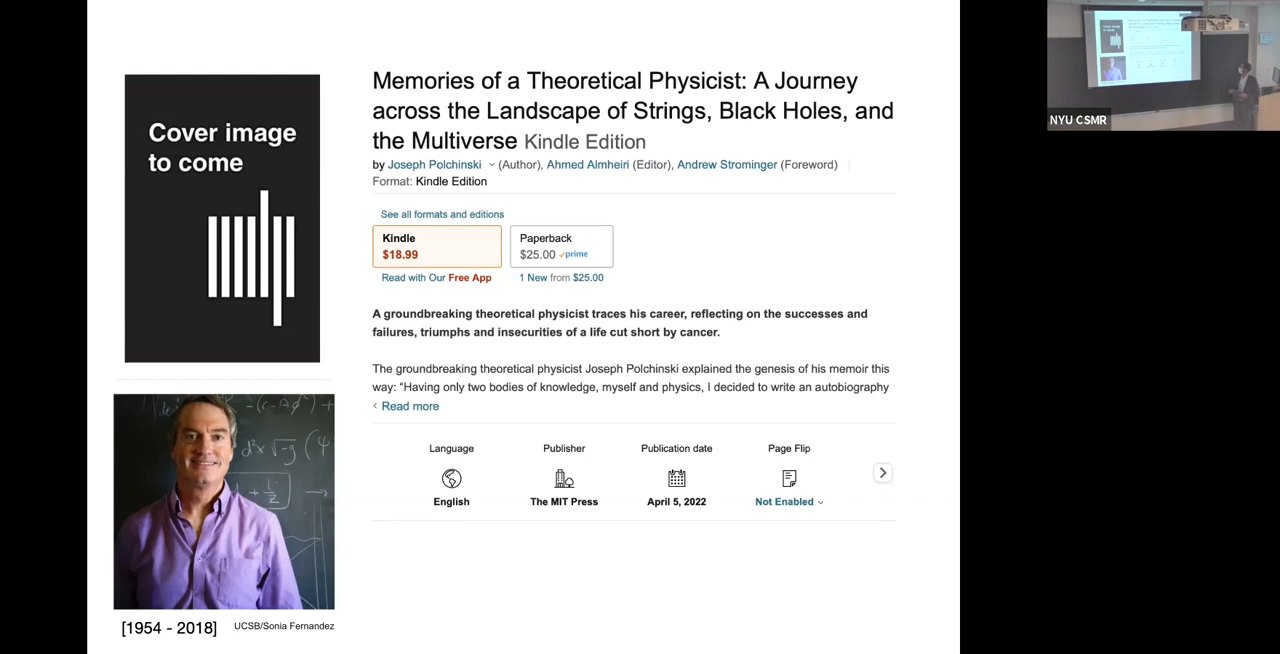 Cover image
to come
Memories of a Theoretical Physicist: A Journey
across the Landscape of Strings, Black Holes, and
the Multiverse Kindle Edition
by Joseph Polchinski (Author), Ahmed Almheiri (Editor), Andrew Strominger (Foreword)
Format: Kindle Edition
See all formats and editions
Kindle
$18.99
Read with Our Free App
Paperback
$25.00 prime
1 New from $25.00
A groundbreaking theoretical physicist traces his career, reflecting on the successes and
failures, triumphs and insecurities of a life cut short by cancer.
The groundbreaking theoretical physicist Joseph Polchinski explained the genesis of his memoir this
way: “Having only two bodies of knowledge, myself and physics, I decided to write an autobiography
Read more
Language
English
Publisher
The MIT Press
Publication date
April 5, 2022
Page Flip
Not Enabled
[1954 - 2018]
UCSB/Sonia Fernandez
NYU CSMR